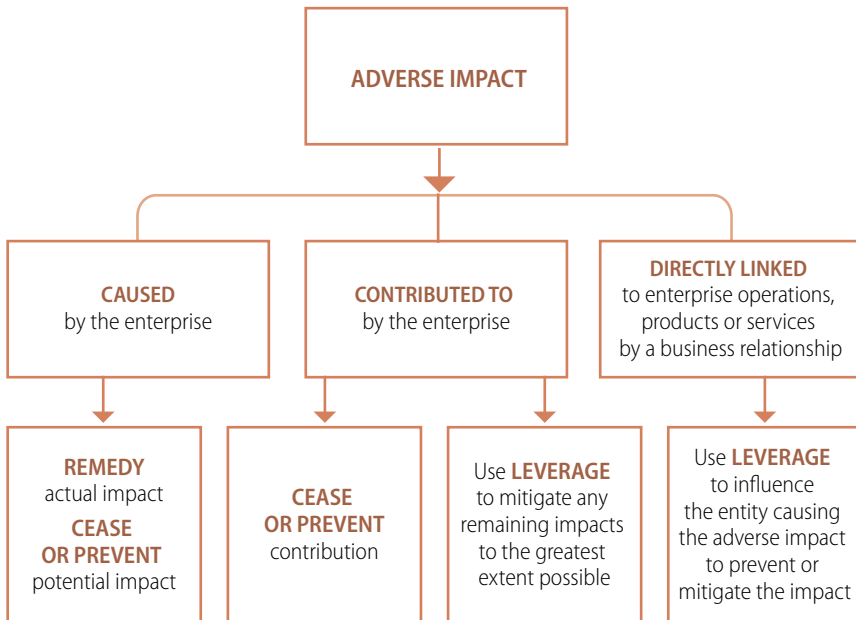 ADVERSE IMPACT
CAUSED
by the enterprise
CONTRIBUTED TO
by the enterprise
DIRECTLY LINKED
to enterprise operations,
products or services
by a business relationship
REMEDY
actual impact
CEASE
OR PREVENT
potential impact
CEASE
OR PREVENT
contribution
Use LEVERAGE
to mitigate any
remaining impacts
to the greatest
extent possible
Use LEVERAGE
to influence
the entity causing
the adverse impact
to prevent or
mitigate the impact